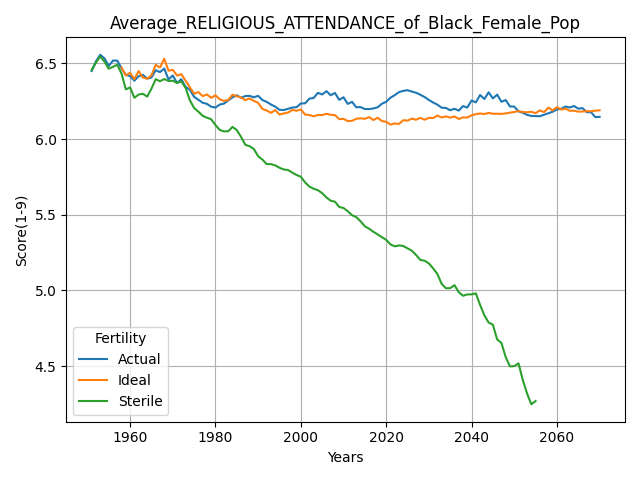 Average_RELIGIOUS_ATTENDANCE_of_Black_Female_Pop
Score(1-9)
6.5
6.0
5.5
5.0
4.5
Fertility
Actual
Ideal
Sterile
1960
1980
2000
2020
2040
2060
Years